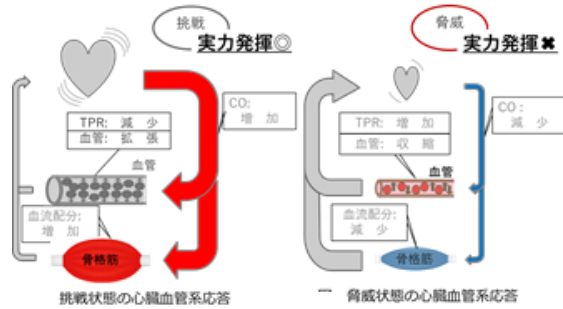 挑戦
実力発揮◎
CO:
増 加
TPR: 減 少
血管: 拡 張
血管
血流配分:
増 加
骨格筋
挑戦状態の心臓血管系応答
脅威
実力発揮✖
CO:
減 少
TPR: 増 加
血管: 収 縮
血管
血流配分:
減 少
骨格筋
脅威状態の心臓血管系応答